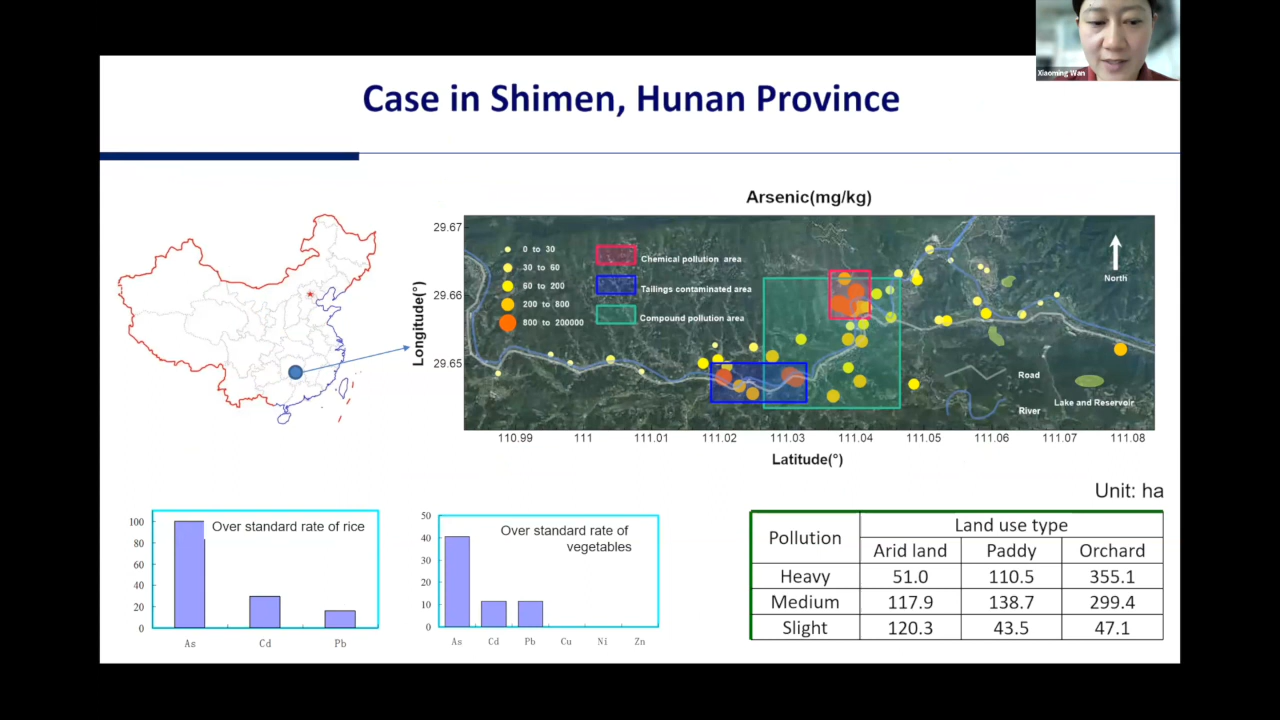 Xiaoming Wan
Case in Shimen, Hunan Province
Arsenic(mg/kg)
Longitude(°)
29.67
29.66
29.65
0 to 30
30 to 60
60 to 200
200 to 800
800 to 200000
Chemical pollution area
Tailings contaminated area
Compound pollution area
North
Road
River
Lake and Reservoir
110.99 111 111.01 111.02 111.03 111.04 111.05 111.06 111.07 111.08
Latitude(°)
Over standard rate of rice
100
80
60
40
20
0
As Cd Pb
Over standard rate of
vegetables
50
40
30
20
10
0
As Cd Pb Cu Ni Zn
Unit: ha
Pollution Land use type
Arid land Paddy Orchard
Heavy 51.0 110.5 355.1
Medium 117.9 138.7 299.4
Slight 120.3 43.5 47.1